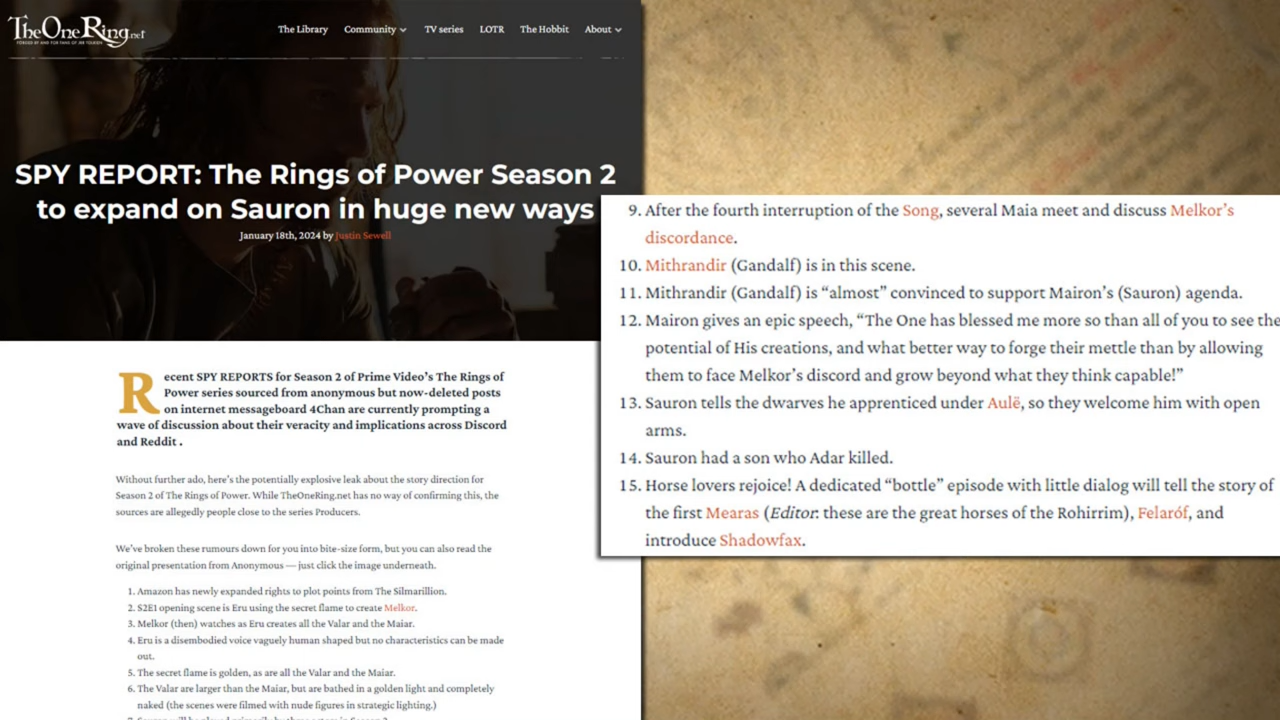 TheOneRing.net
FORGED BY AND FOR FANS OF JRR TOLKIEN
The Library Community TV series LOTR The Hobbit About
SPY REPORT: The Rings of Power Season 2
to expand on Sauron in huge new ways
January 18th, 2024 by Justin Sewell
Recent SPY REPORTS for Season 2 of Prime Video's The Rings of
Power series sourced from anonymous but now-deleted posts
on internet messageboard 4Chan are currently prompting a
wave of discussion about their veracity and implications across Discord
and Reddit .
Without further ado, here's the potentially explosive leak about the story direction for
Season 2 of The Rings of Power. While TheOneRing.net has no way of confirming this, the
sources are allegedly people close to the series Producers.
We've broken these rumours down for you into bite-size form, but you can also read the
original presentation from Anonymous — just click the image underneath.
1. Amazon has newly expanded rights to plot points from The Silmarillion.
2. S2E1 opening scene is Eru using the secret flame to create Melkor.
3. Melkor (then) watches as Eru creates all the Valar and the Maiar.
4. Eru is a disembodied voice vaguely human shaped but no characteristics can be made
out.
5. The secret flame is golden, as are all the Valar and the Maiar.
6. The Valar are larger than the Maiar, but are bathed in a golden light and completely
naked (the scenes were filmed with nude figures in strategic lighting.)
9. After the fourth interruption of the Song, several Maia meet and discuss Melkor's
discordance.
10. Mithrandir (Gandalf) is in this scene.
11. Mithrandir (Gandalf) is "almost" convinced to support Mairon's (Sauron) agenda.
12. Mairon gives an epic speech, "The One has blessed me more so than all of you to see the
potential of His creations, and what better way to forge their mettle than by allowing
them to face Melkor's discord and grow beyond what they think capable!"
13. Sauron tells the dwarves he apprenticed under Aulë, so they welcome him with open
arms.
14. Sauron had a son who Adar killed.
15. Horse lovers rejoice! A dedicated "bottle" episode with little dialog will tell the story of
the first Mearas (Editor: these are the great horses of the Rohirrim), Felaróf, and
introduce Shadowfax.